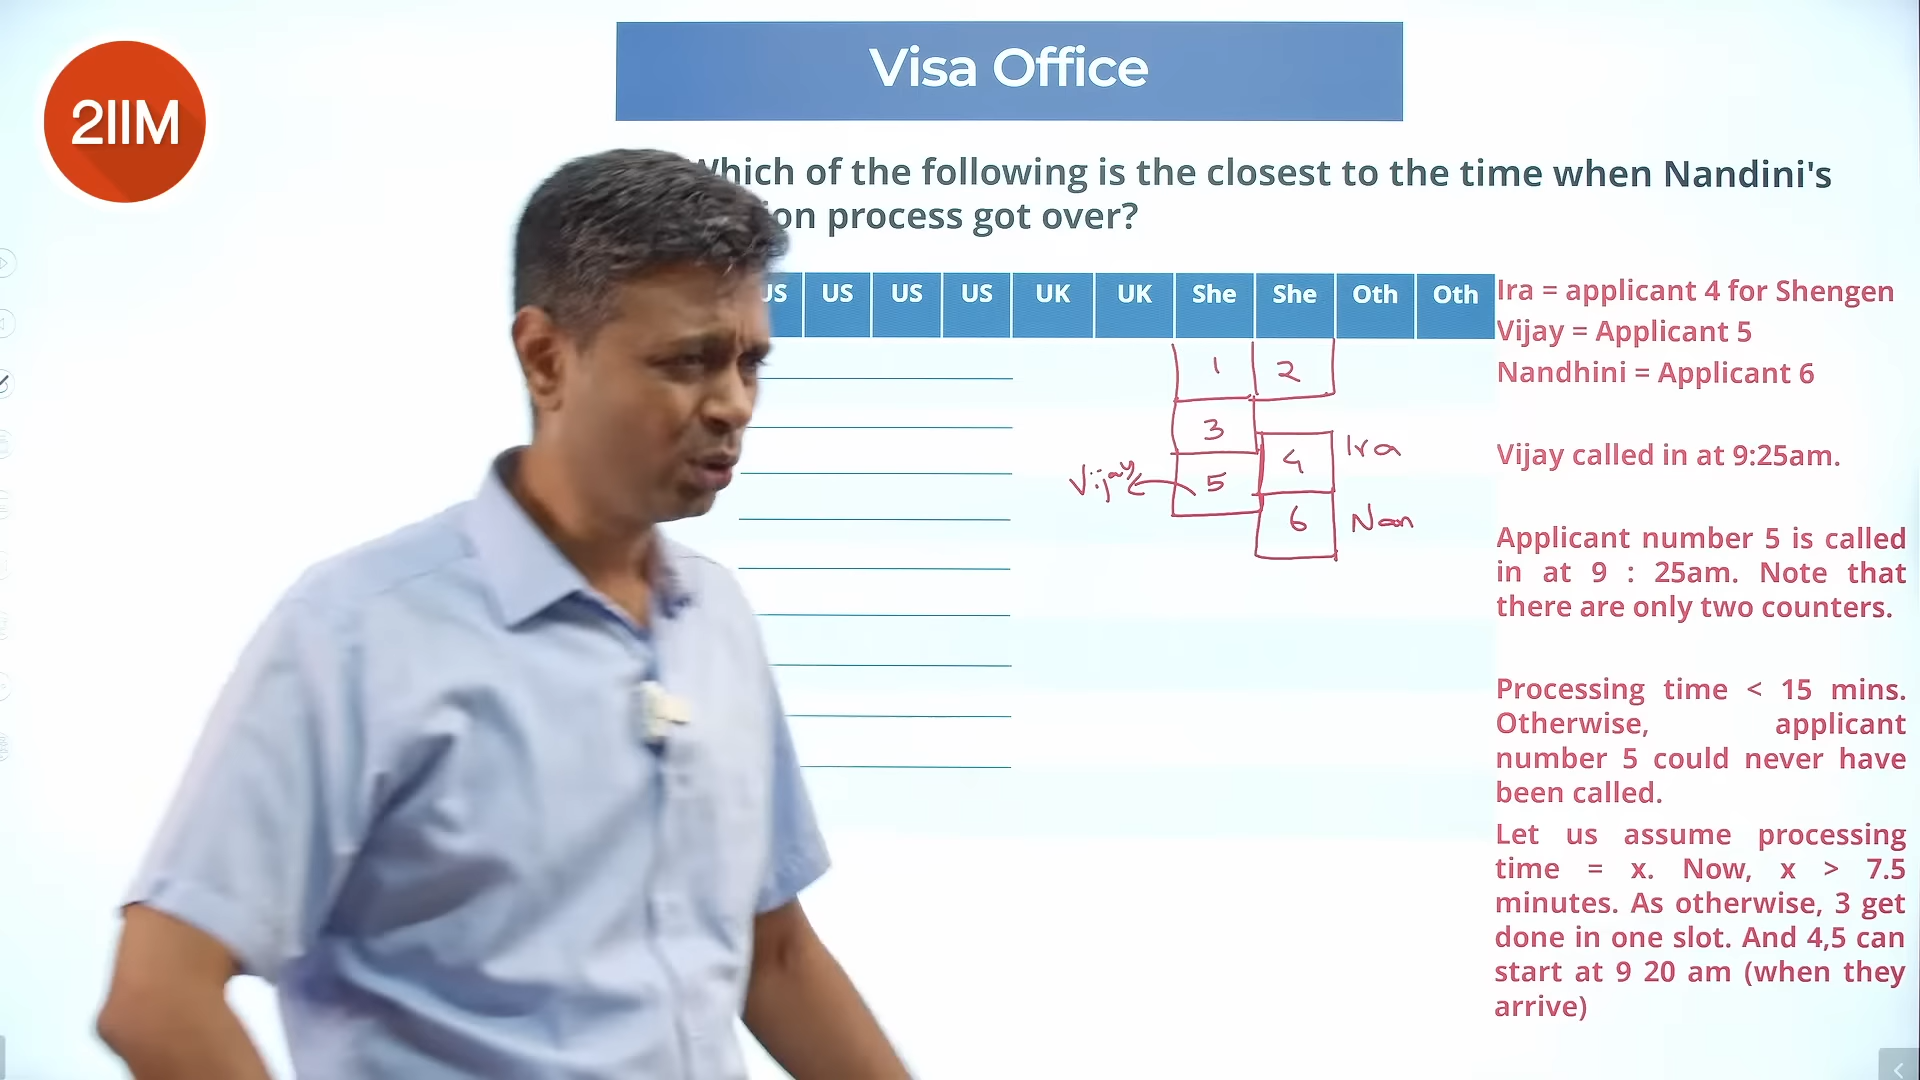 2IIM
Visa Office
Which of the following is the closest to the time when Nandini's
process got over?
US US US US UK UK She She Oth Oth
1 2
3
4 Ira
Vijay 5
6 Nan
Ira = applicant 4 for Shengen
Vijay = Applicant 5
Nandhini = Applicant 6
Vijay called in at 9:25am.
Applicant number 5 is called
in at 9 : 25am. Note that
there are only two counters.
Processing time < 15 mins.
Otherwise, applicant
number 5 could never have
been called.
Let us assume processing
time = x. Now, x > 7.5
minutes. As otherwise, 3 get
done in one slot. And 4,5 can
start at 9 20 am (when they
arrive)